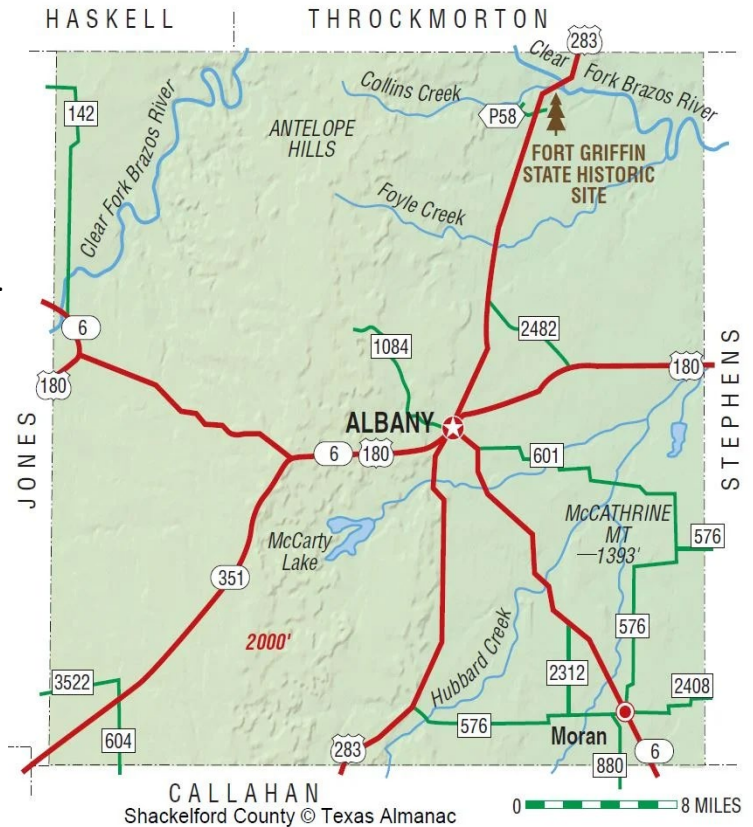 HASKELL
THROCKMORTON
283
Clear Fork Brazos River
Collins Creek
142
P58
ANTELOPE
HILLS
FORT GRIFFIN
STATE HISTORIC
SITE
Clear Fork Brazos River
Foyle Creek
6
2482
1084
180
180
STEPHENS
JONES
ALBANY
6
180
601
McCATHRINE
MT
—1393'
576
McCarty
Lake
351
2000'
576
Hubbard Creek
2312
3522
2408
576
Moran
604
283
6
880
CALLAHAN
0 8 MILES
Shackelford County © Texas Almanac